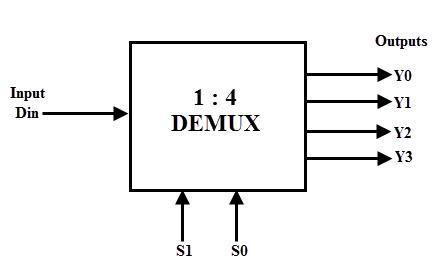 Outputs
Input
Din
1 : 4
DEMUX
Y0
Y1
Y2
Y3
S1 S0